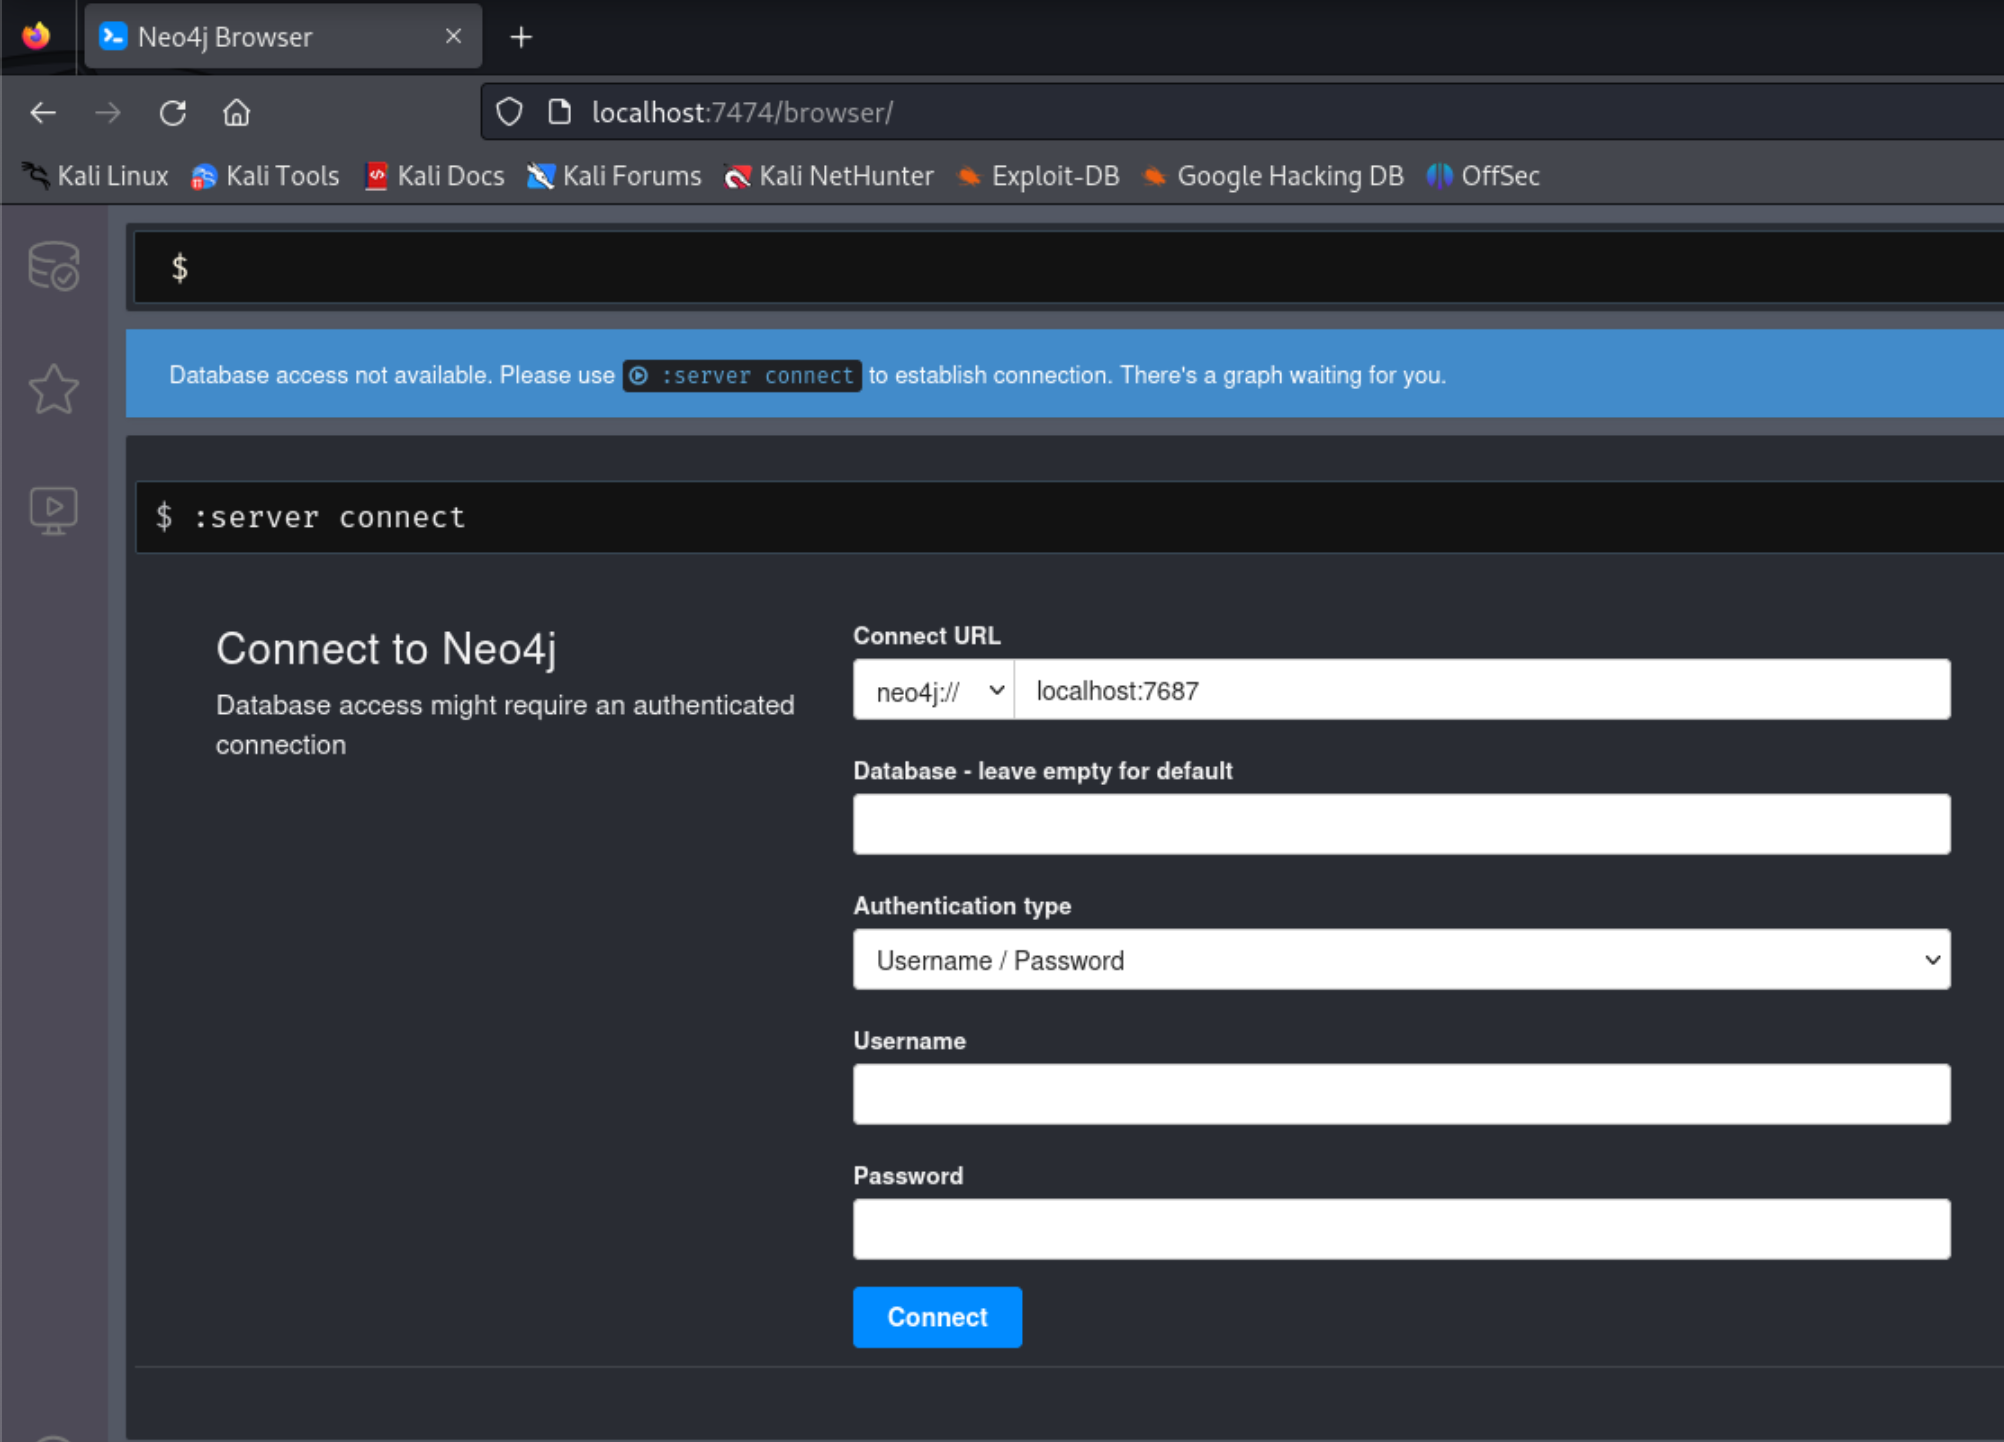 Neo4j Browser
localhost:7474/browser/
Kali Linux Kali Tools Kali Docs Kali Forums Kali NetHunter Exploit-DB Google Hacking DB OffSec
$
Database access not available. Please use :server connect to establish connection. There's a graph waiting for you.
$ :server connect
Connect to Neo4j
Database access might require an authenticated
connection
Connect URL
neo4j:// localhost:7687
Database - leave empty for default
Authentication type
Username / Password
Username
Password
Connect